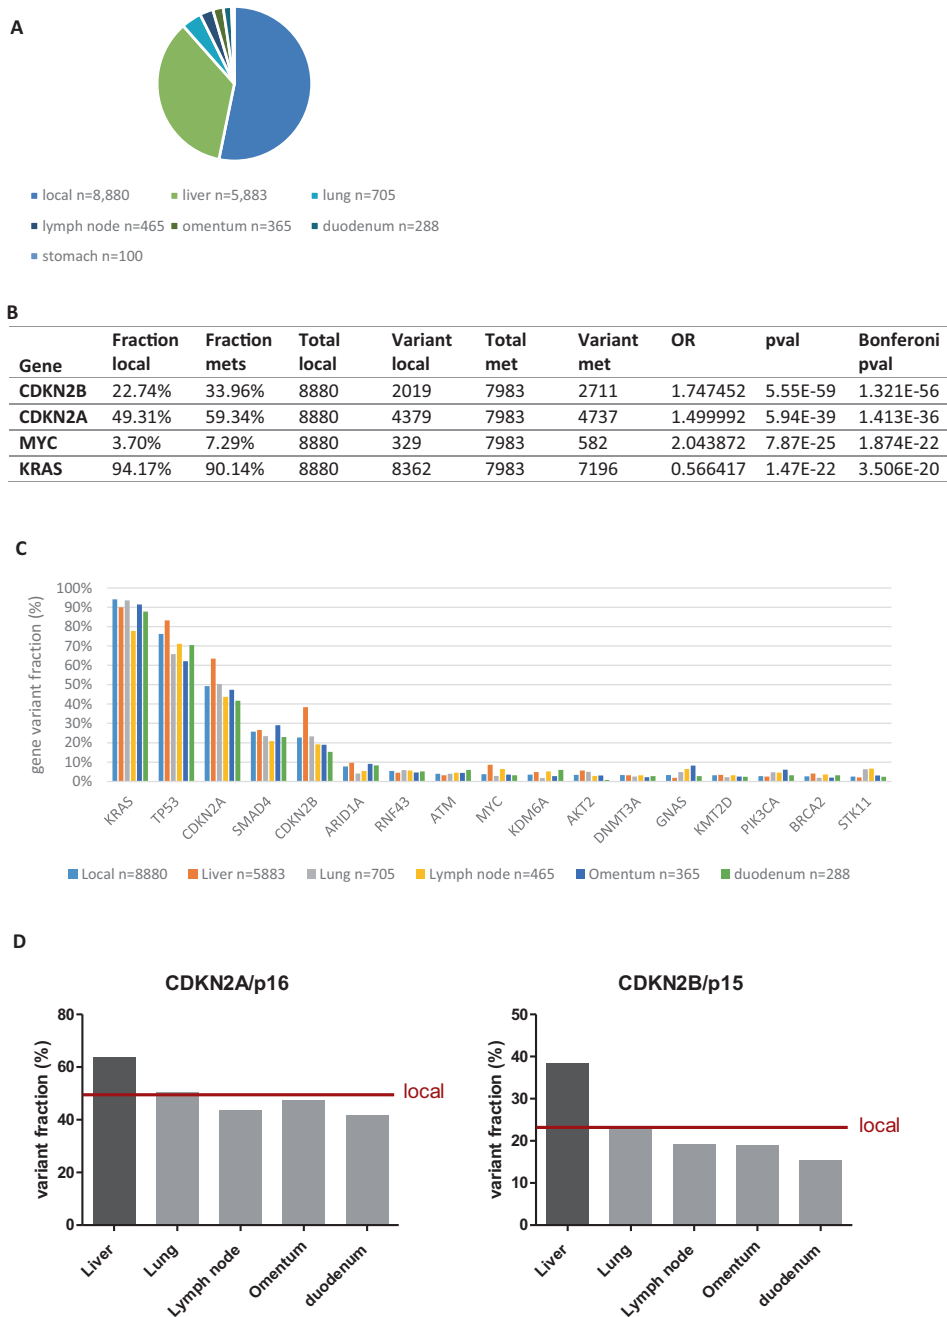 A
local n=8,880 liver n=5,883 lung n=705
lymph node n=465 omentum n=365 duodenum n=288
stomach n=100
B
Gene Fraction local Fraction mets Total local Variant local Total met Variant met OR pval Bonferoni pval
CDKN2B 22.74% 33.96% 8880 2019 7983 2711 1.747452 5.55E-59 1.321E-56
CDKN2A 49.31% 59.34% 8880 4379 7983 4737 1.499992 5.94E-39 1.413E-36
MYC 3.70% 7.29% 8880 329 7983 582 2.043872 7.87E-25 1.874E-22
KRAS 94.17% 90.14% 8880 8362 7983 7196 0.566417 1.47E-22 3.506E-20
C
gene variant fraction (%)
100%
90%
80%
70%
60%
50%
40%
30%
20%
10%
0%
KRAS TP53 CDKN2A SMAD4 CDKN2B ARID1A RNF43 ATM MYC KDM6A AKT2 DNMT3A GNAS KMT2D PIK3CA BRCA2 STK11
Local n=8880 Liver n=5883 Lung n=705 Lymph node n=465 Omentum n=365 duodenum n=288
D
CDKN2A/p16
variant fraction (%)
80
60
40
20
0
local
Liver Lung Lymph node Omentum duodenum
CDKN2B/p15
variant fraction (%)
50
40
30
20
10
0
local
Liver Lung Lymph node Omentum duodenum